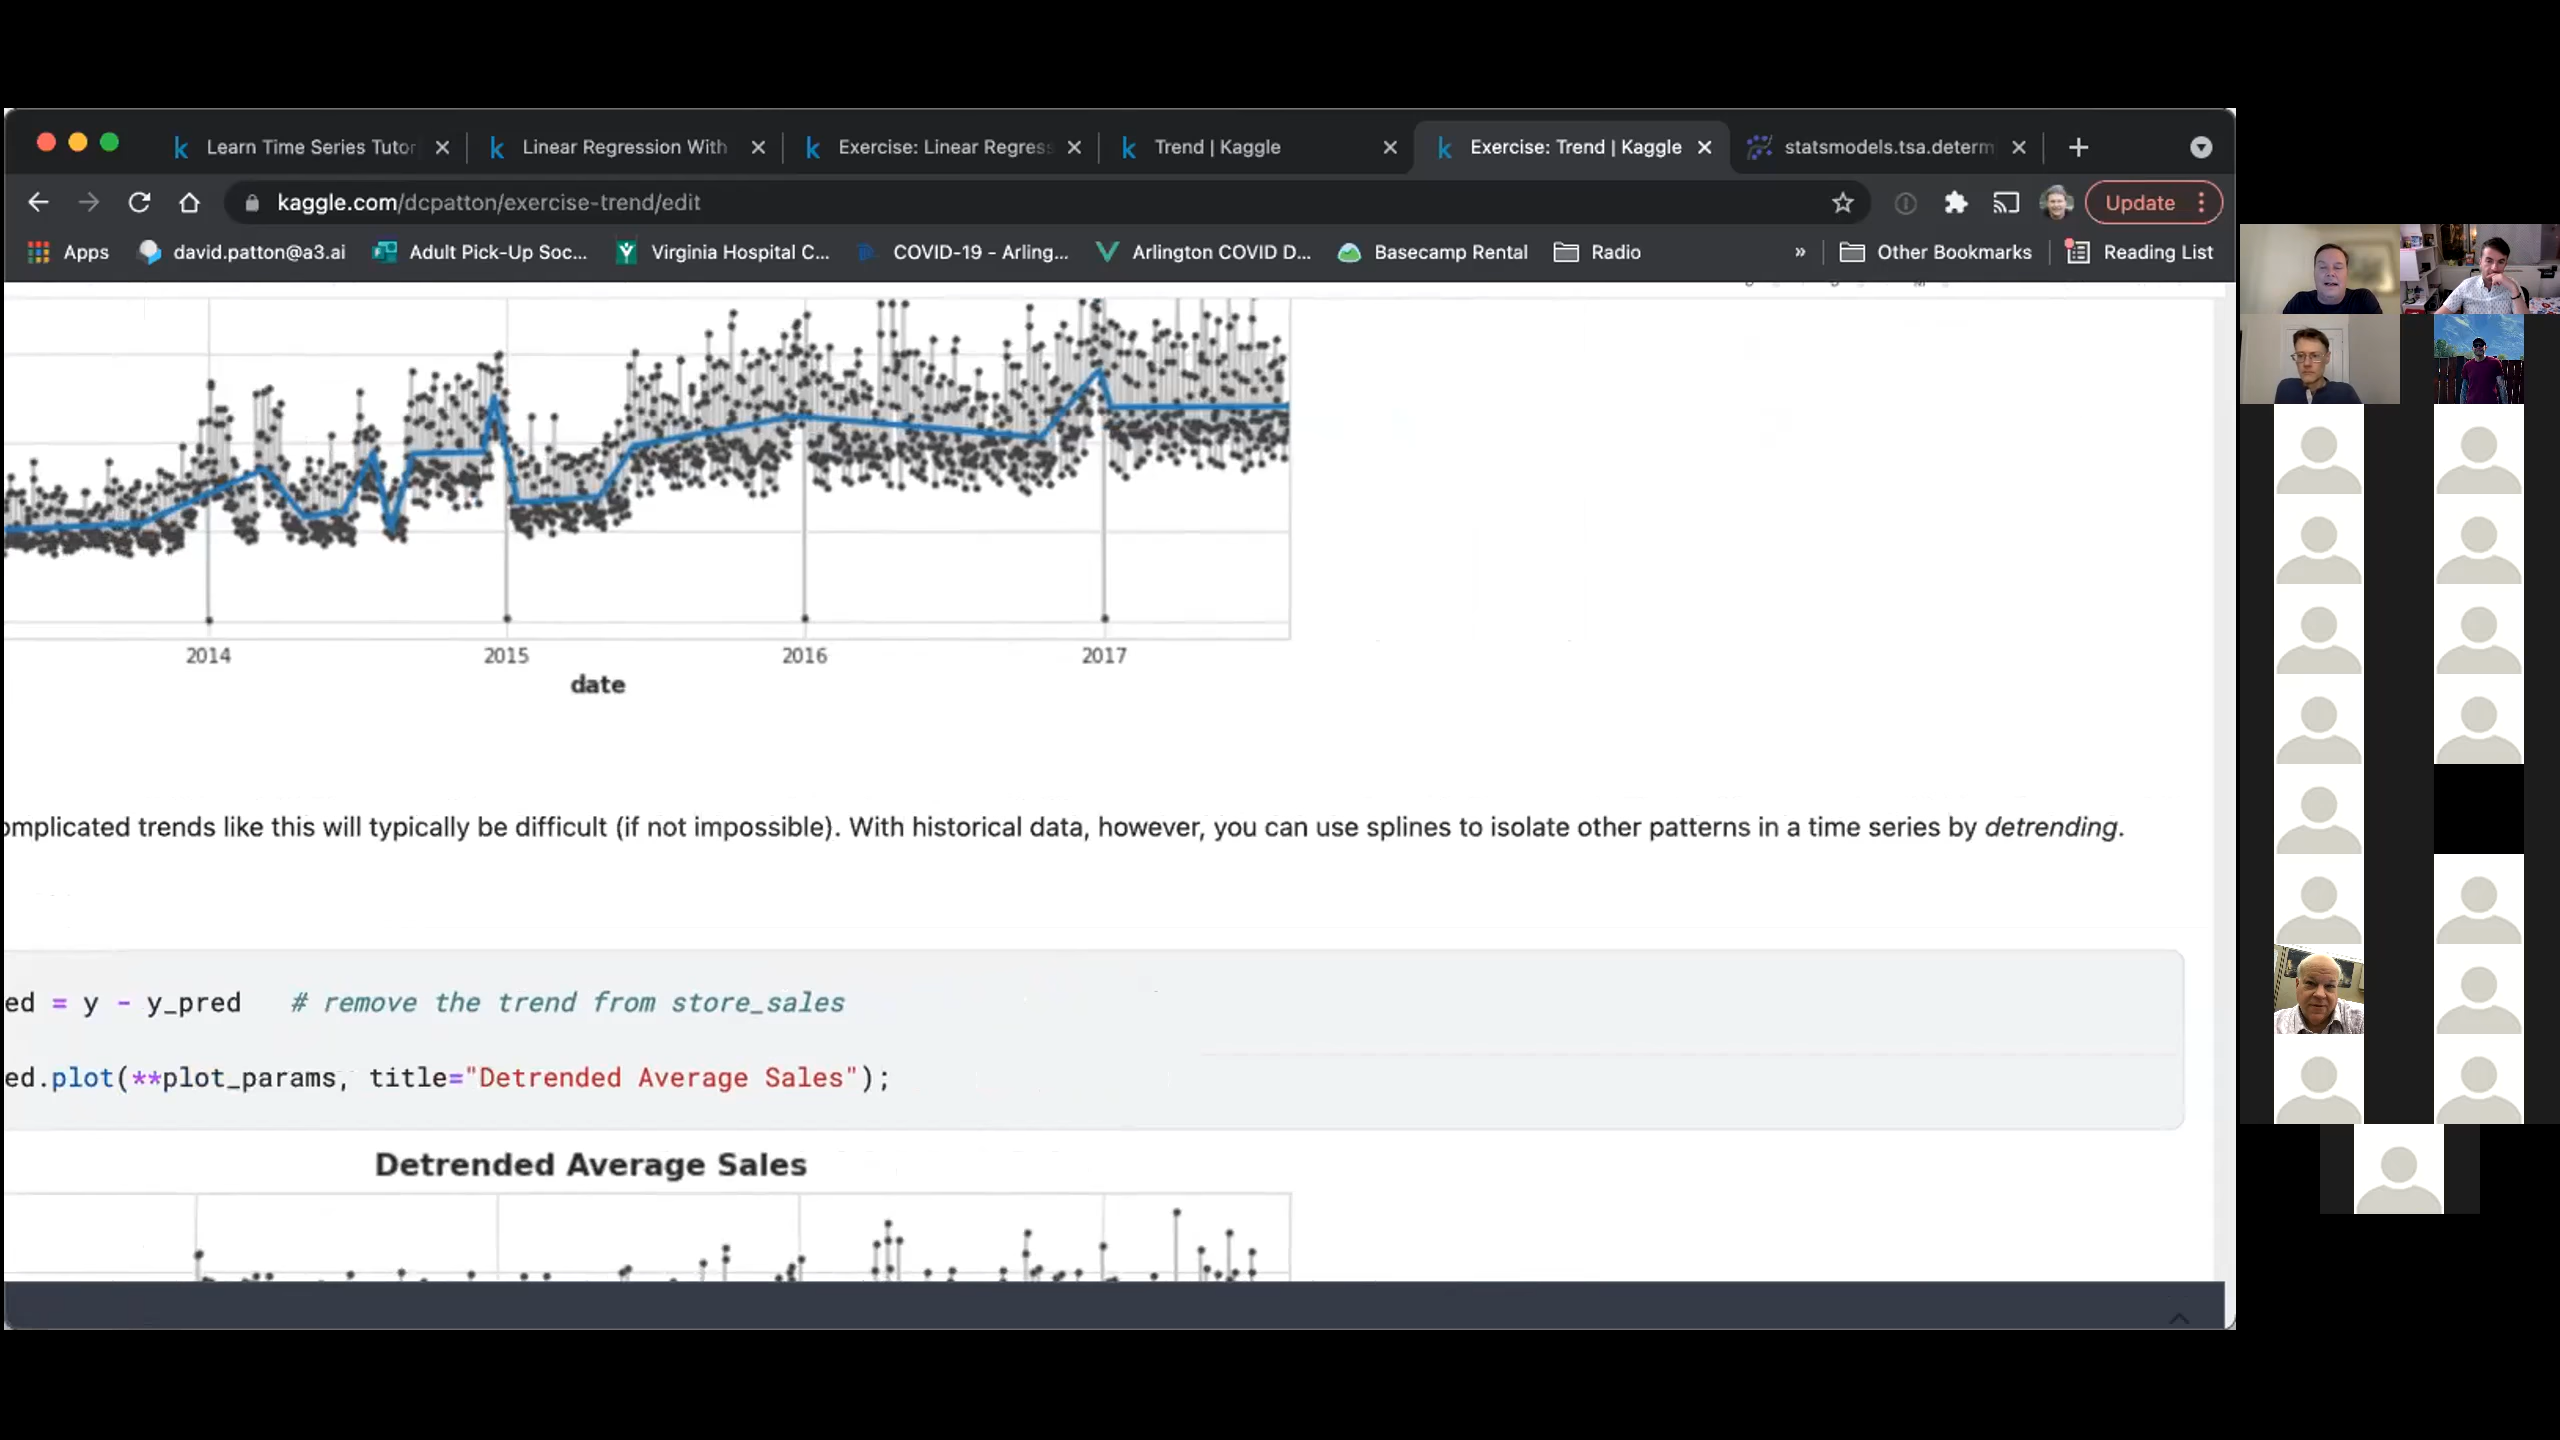 Learn Time Series Tutor
Linear Regression With
Exercise: Linear Regress
Trend | Kaggle
Exercise: Trend | Kaggle
statsmodels.tsa.determ
kaggle.com/dcpatton/exercise-trend/edit
Update
Apps
david.patton@a3.ai
Adult Pick-Up Soc...
Virginia Hospital C...
COVID-19 - Arling...
Arlington COVID D...
Basecamp Rental
Radio
»
Other Bookmarks
Reading List
2014 2015 2016 2017
date
omplicated trends like this will typically be difficult (if not impossible). With historical data, however, you can use splines to isolate other patterns in a time series by detrending.
ed = y - y_pred # remove the trend from store_sales
ed.plot(**plot_params, title="Detrended Average Sales");
Detrended Average Sales